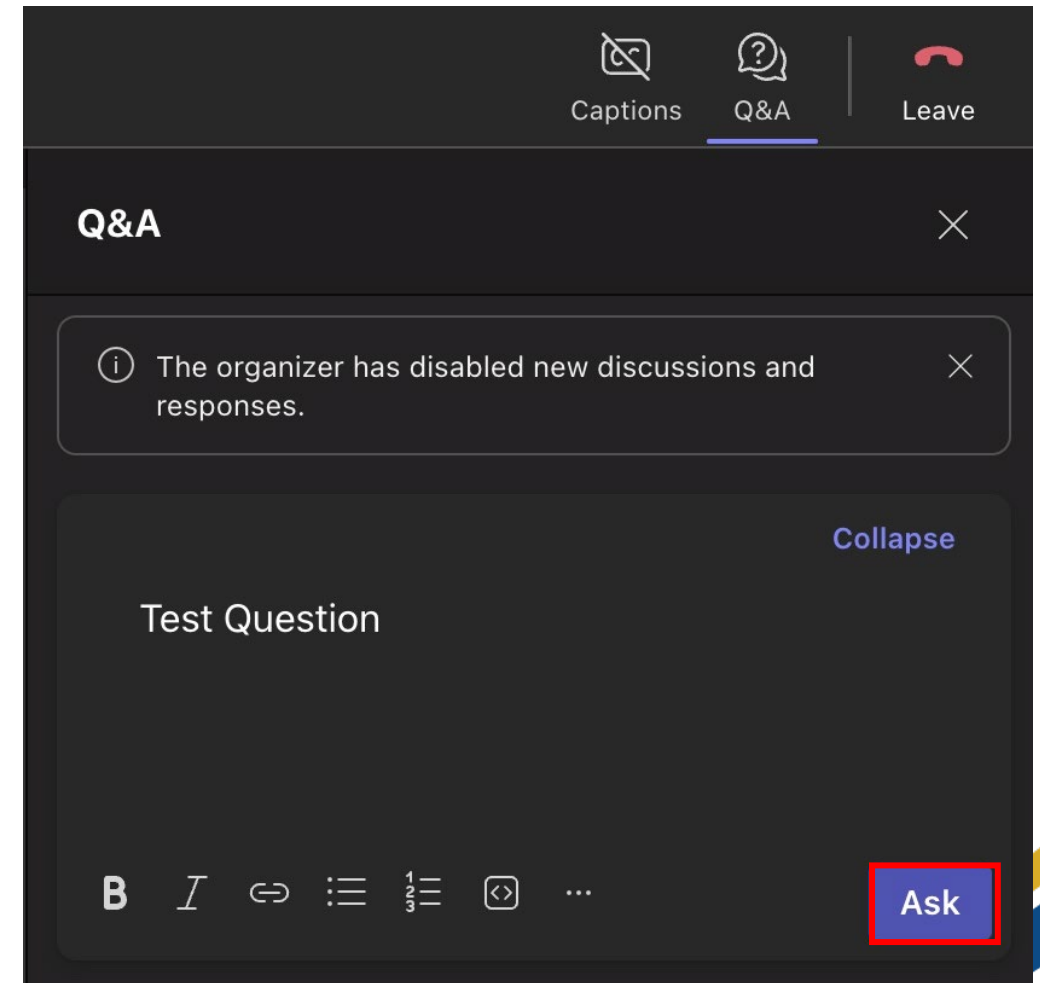 Captions Q&A Leave
Q&A
The organizer has disabled new discussions and
responses.
Collapse
Test Question
Ask